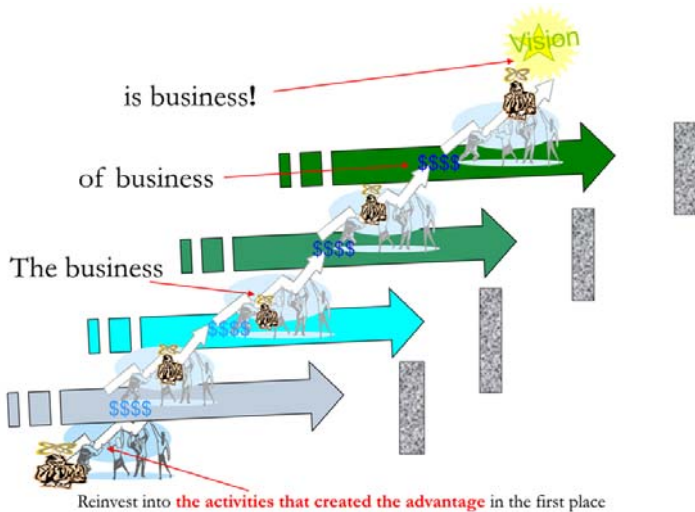 Vision
is business!
$$$$
of business
$$$$
The business
$$$$
$$$$
Reinvest into the activities that created the advantage in the first place